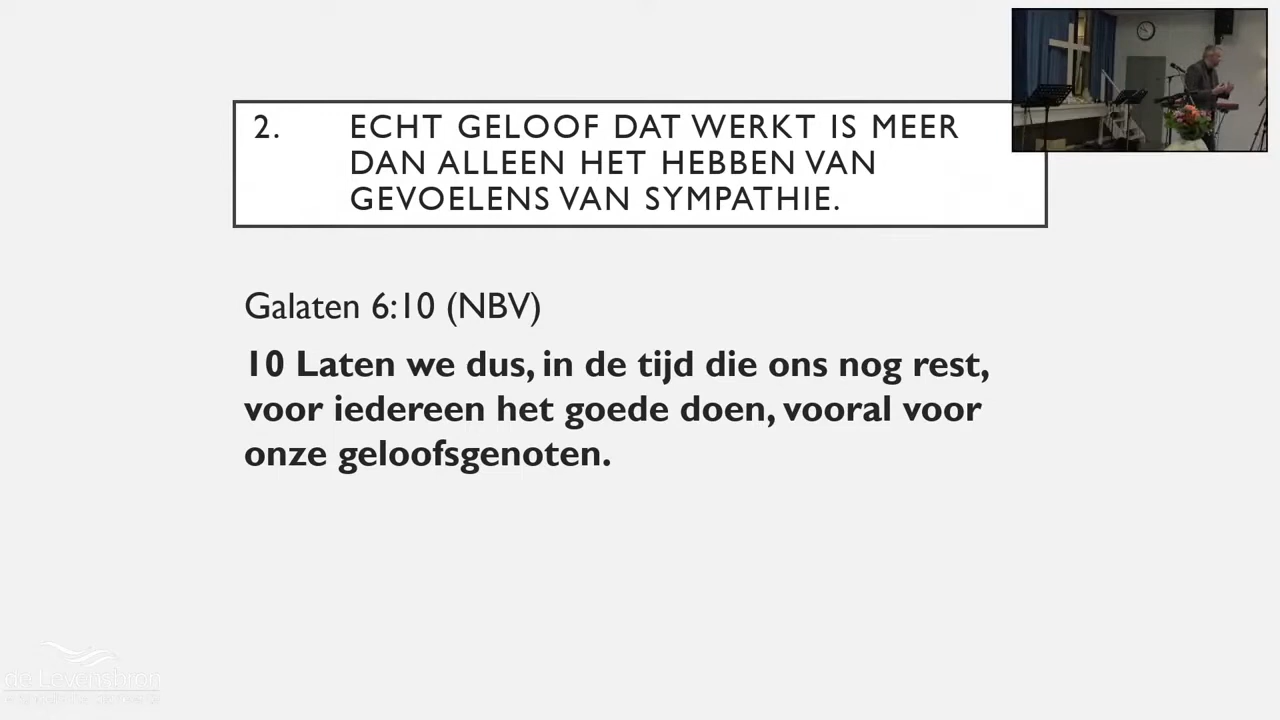 2. ECHT GELOOF DAT WERKT IS MEER
DAN ALLEEN HET HEBBEN VAN
GEVOELENS VAN SYMPATHIE.
Galaten 6:10 (NBV)
10 Laten we dus, in de tijd die ons nog rest,
voor iedereen het goede doen, vooral voor
onze geloofsgenoten.
de Levensbron